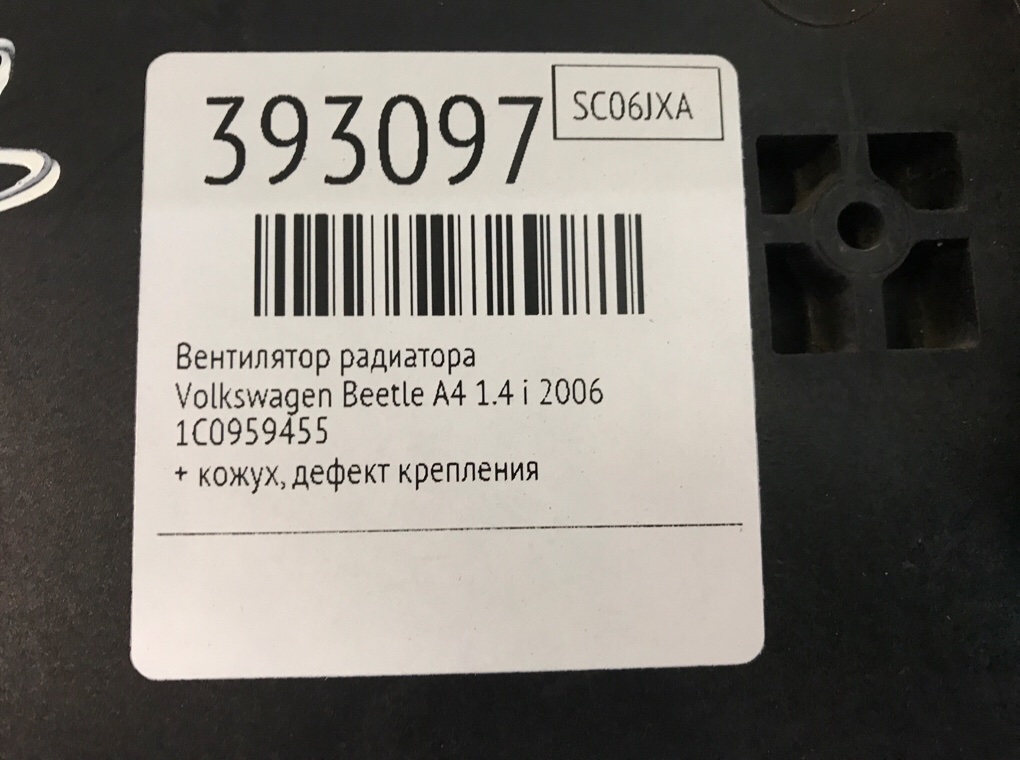 393097
SC06JXA
Вентилятор радиатора
Volkswagen Beetle A4 1.4 i 2006
1C0959455
+ кожух, дефект крепления